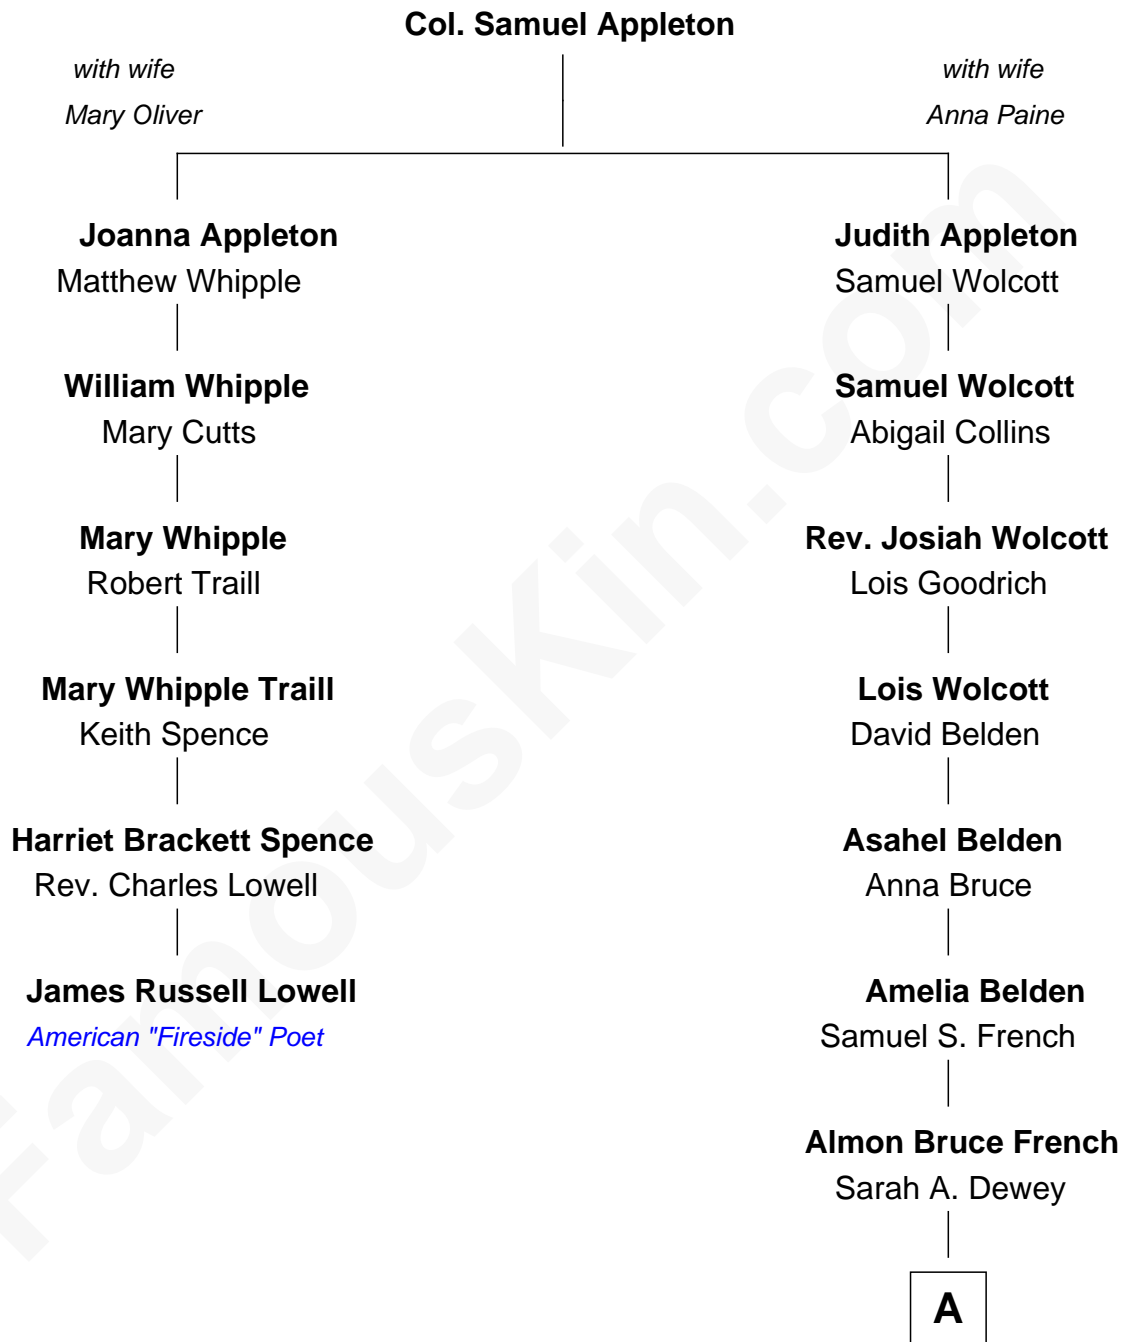 Col. Samuel Appleton
with wife
Mary Oliver
with wife
Anna Paine
Joanna Appleton
Matthew Whipple
Judith Appleton
Samuel Wolcott
William Whipple
Mary Cutts
Samuel Wolcott
Abigail Collins
Mary Whipple
Robert Traill
Rev. Josiah Wolcott
Lois Goodrich
Mary Whipple Traill
Keith Spence
Lois Wolcott
David Belden
Harriet Brackett Spence
Rev. Charles Lowell
Asahel Belden
Anna Bruce
James Russell Lowell
American "Fireside" Poet
Amelia Belden
Samuel S. French
Almon Bruce French
Sarah A. Dewey
A
FamousKin.com